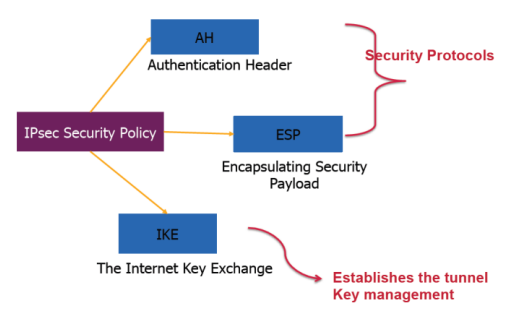 AH
Authentication Header
Security Protocols
IPsec Security Policy
ESP
Encapsulating Security
Payload
IKE
The Internet Key Exchange
Establishes the tunnel
Key management